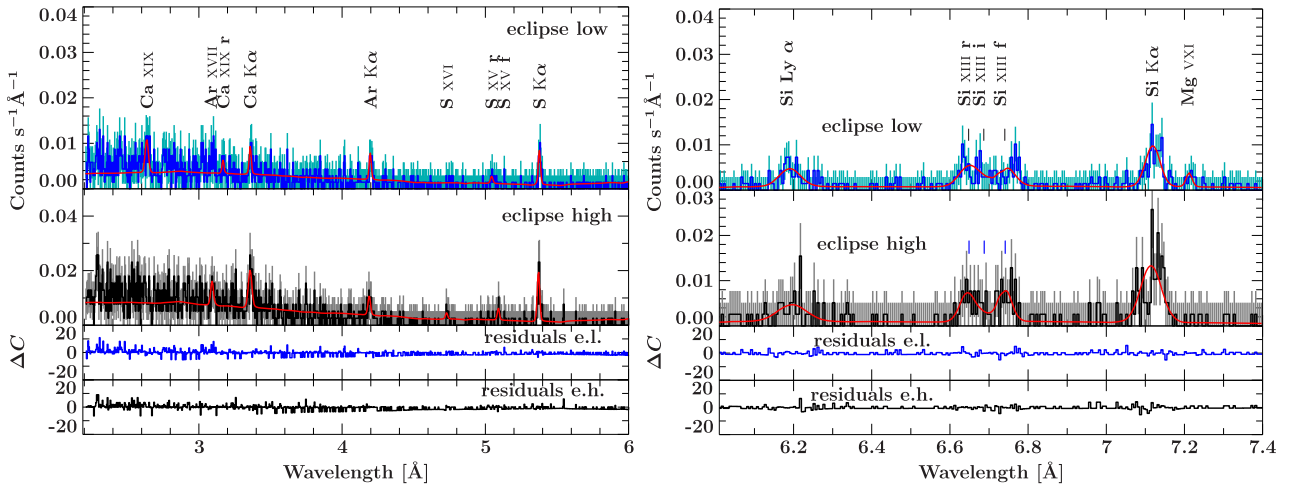 0.04
eclipse low
Counts s⁻¹ Å⁻¹
0.03
0.02
0.01
0.00
Ca XIX
Ar XVII
Ca XIX r
Ca Kα
Ar Kα
S XVI
S XV r
S XV f
S Kα
eclipse high
0.04
0.02
0.00
ΔC
20
0
-20
residuals e.l.
20
0
-20
residuals e.h.
3
4
5
6
Wavelength [Å]
0.04
Counts s⁻¹ Å⁻¹
0.03
0.02
0.01
0.00
Si Ly α
Si XIII r
Si XIII i
Si XIII f
Si Kα
Mg VXI
eclipse low
eclipse high
0.03
0.02
0.01
0.00
ΔC
20
0
-20
residuals e.l.
20
0
-20
residuals e.h.
6.2
6.4
6.6
6.8
7
7.2
7.4
Wavelength [Å]